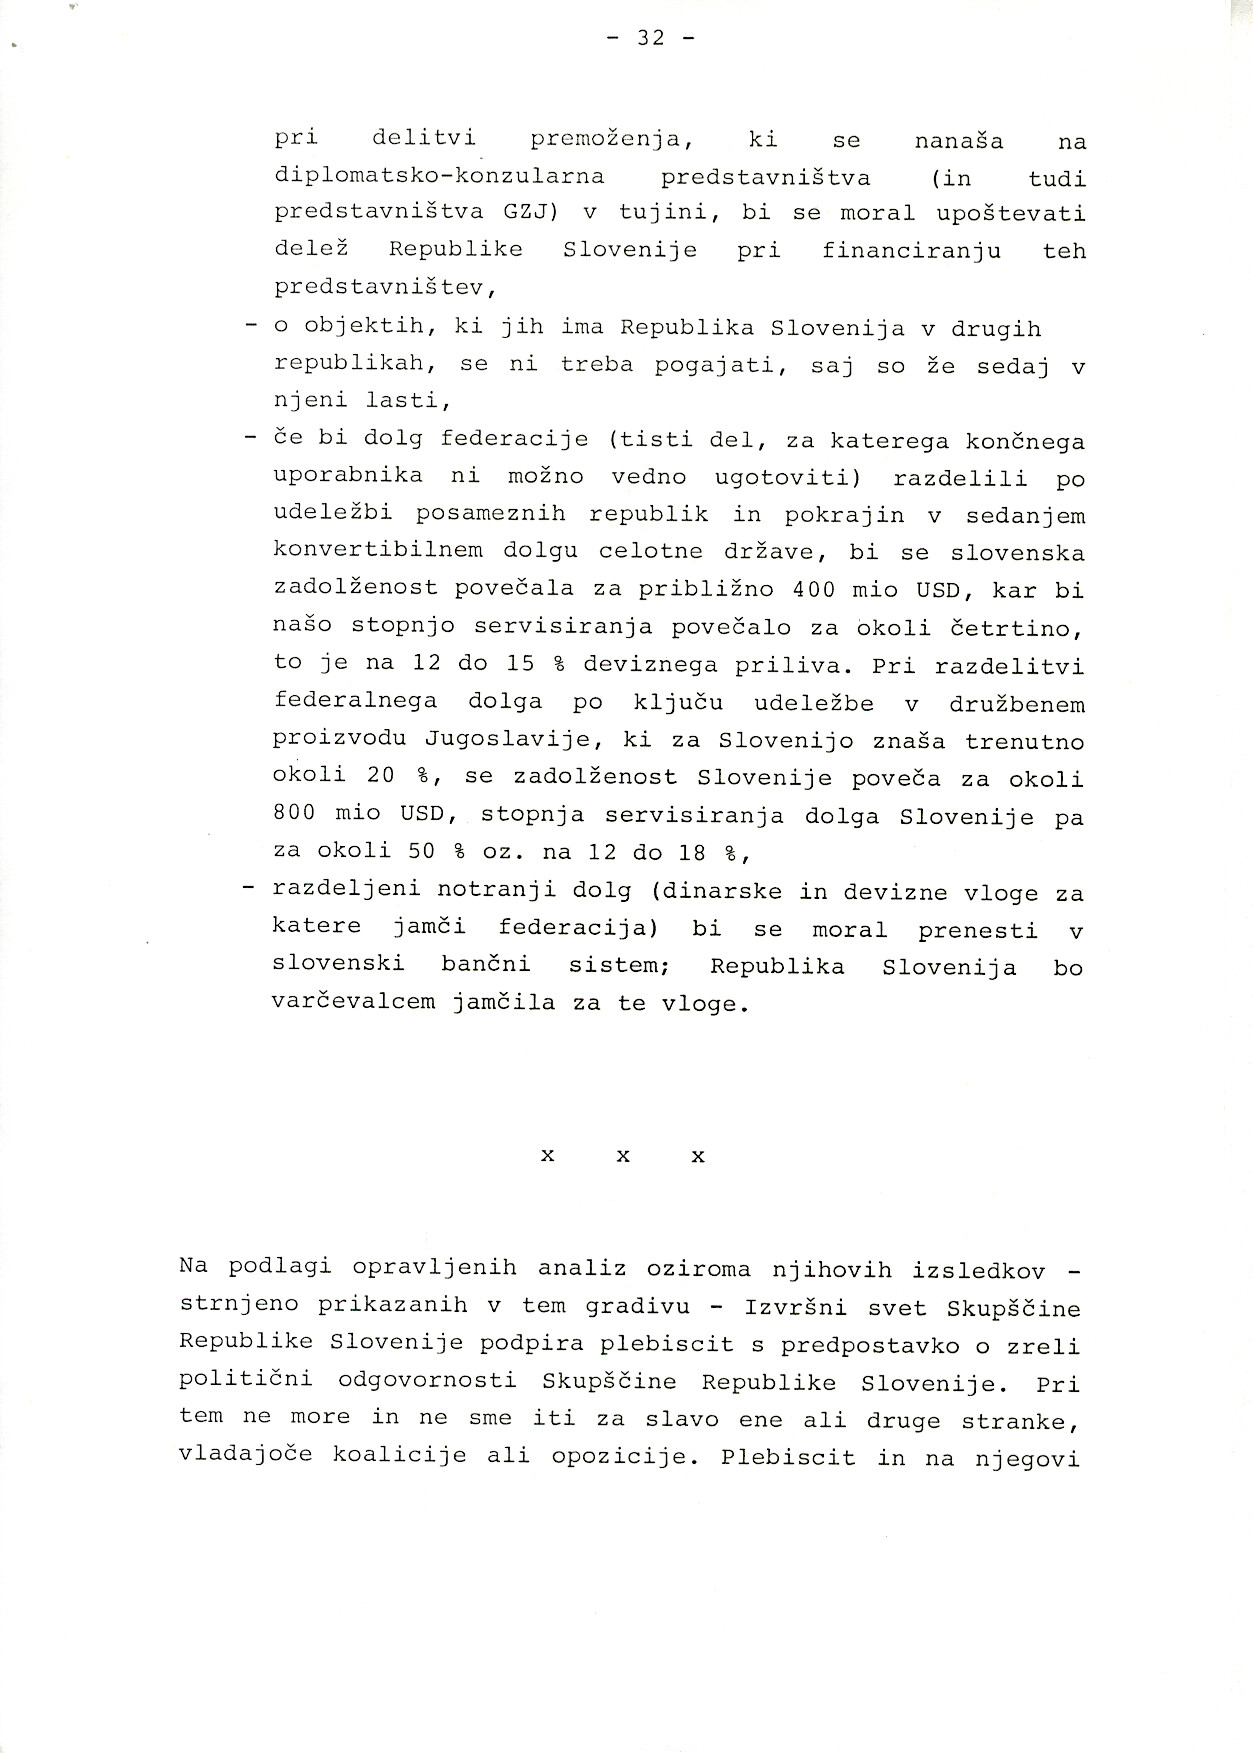 - 32 -
pri delitvi premoženja, ki se nanaša na
diplomatsko-konzularna predstavništva (in tudi
predstavništva GZJ) v tujini, bi se moral upoštevati
delež Republike Slovenije pri financiranju teh
predstavništev,
- o objektih, ki jih ima Republika Slovenija v drugih
republikah, se ni treba pogajati, saj so že sedaj v
njeni lasti,
- če bi dolg federacije (tisti del, za katerega končnega
uporabnika ni možno vedno ugotoviti) razdelili po
udeležbi posameznih republik in pokrajin v sedanjem
konvertibilnem dolgu celotne države, bi se slovenska
zadolženost povečala za približno 400 mio USD, kar bi
našo stopnjo servisiranja povečalo za okoli četrtino,
to je na 12 do 15 % deviznega priliva. Pri razdelitvi
federalnega dolga po ključu udeležbe v družbenem
proizvodu Jugoslavije, ki za Slovenijo znaša trenutno
okoli 20 %, se zadolženost Slovenije poveča za okoli
800 mio USD, stopnja servisiranja dolga Slovenije pa
za okoli 50 % oz. na 12 do 18 %,
- razdeljeni notranji dolg (dinarske in devizne vloge za
katere jamči federacija) bi se moral prenesti v
slovenski bančni sistem; Republika Slovenija bo
varčevalcem jamčila za te vloge.
x x x
Na podlagi opravljenih analiz oziroma njihovih izsledkov -
strnjeno prikazanih v tem gradivu - Izvršni svet Skupščine
Republike Slovenije podpira plebiscit s predpostavko o zreli
politični odgovornosti Skupščine Republike Slovenije. Pri
tem ne more in ne sme iti za slavo ene ali druge stranke,
vladajoče koalicije ali opozicije. Plebiscit in na njegovi